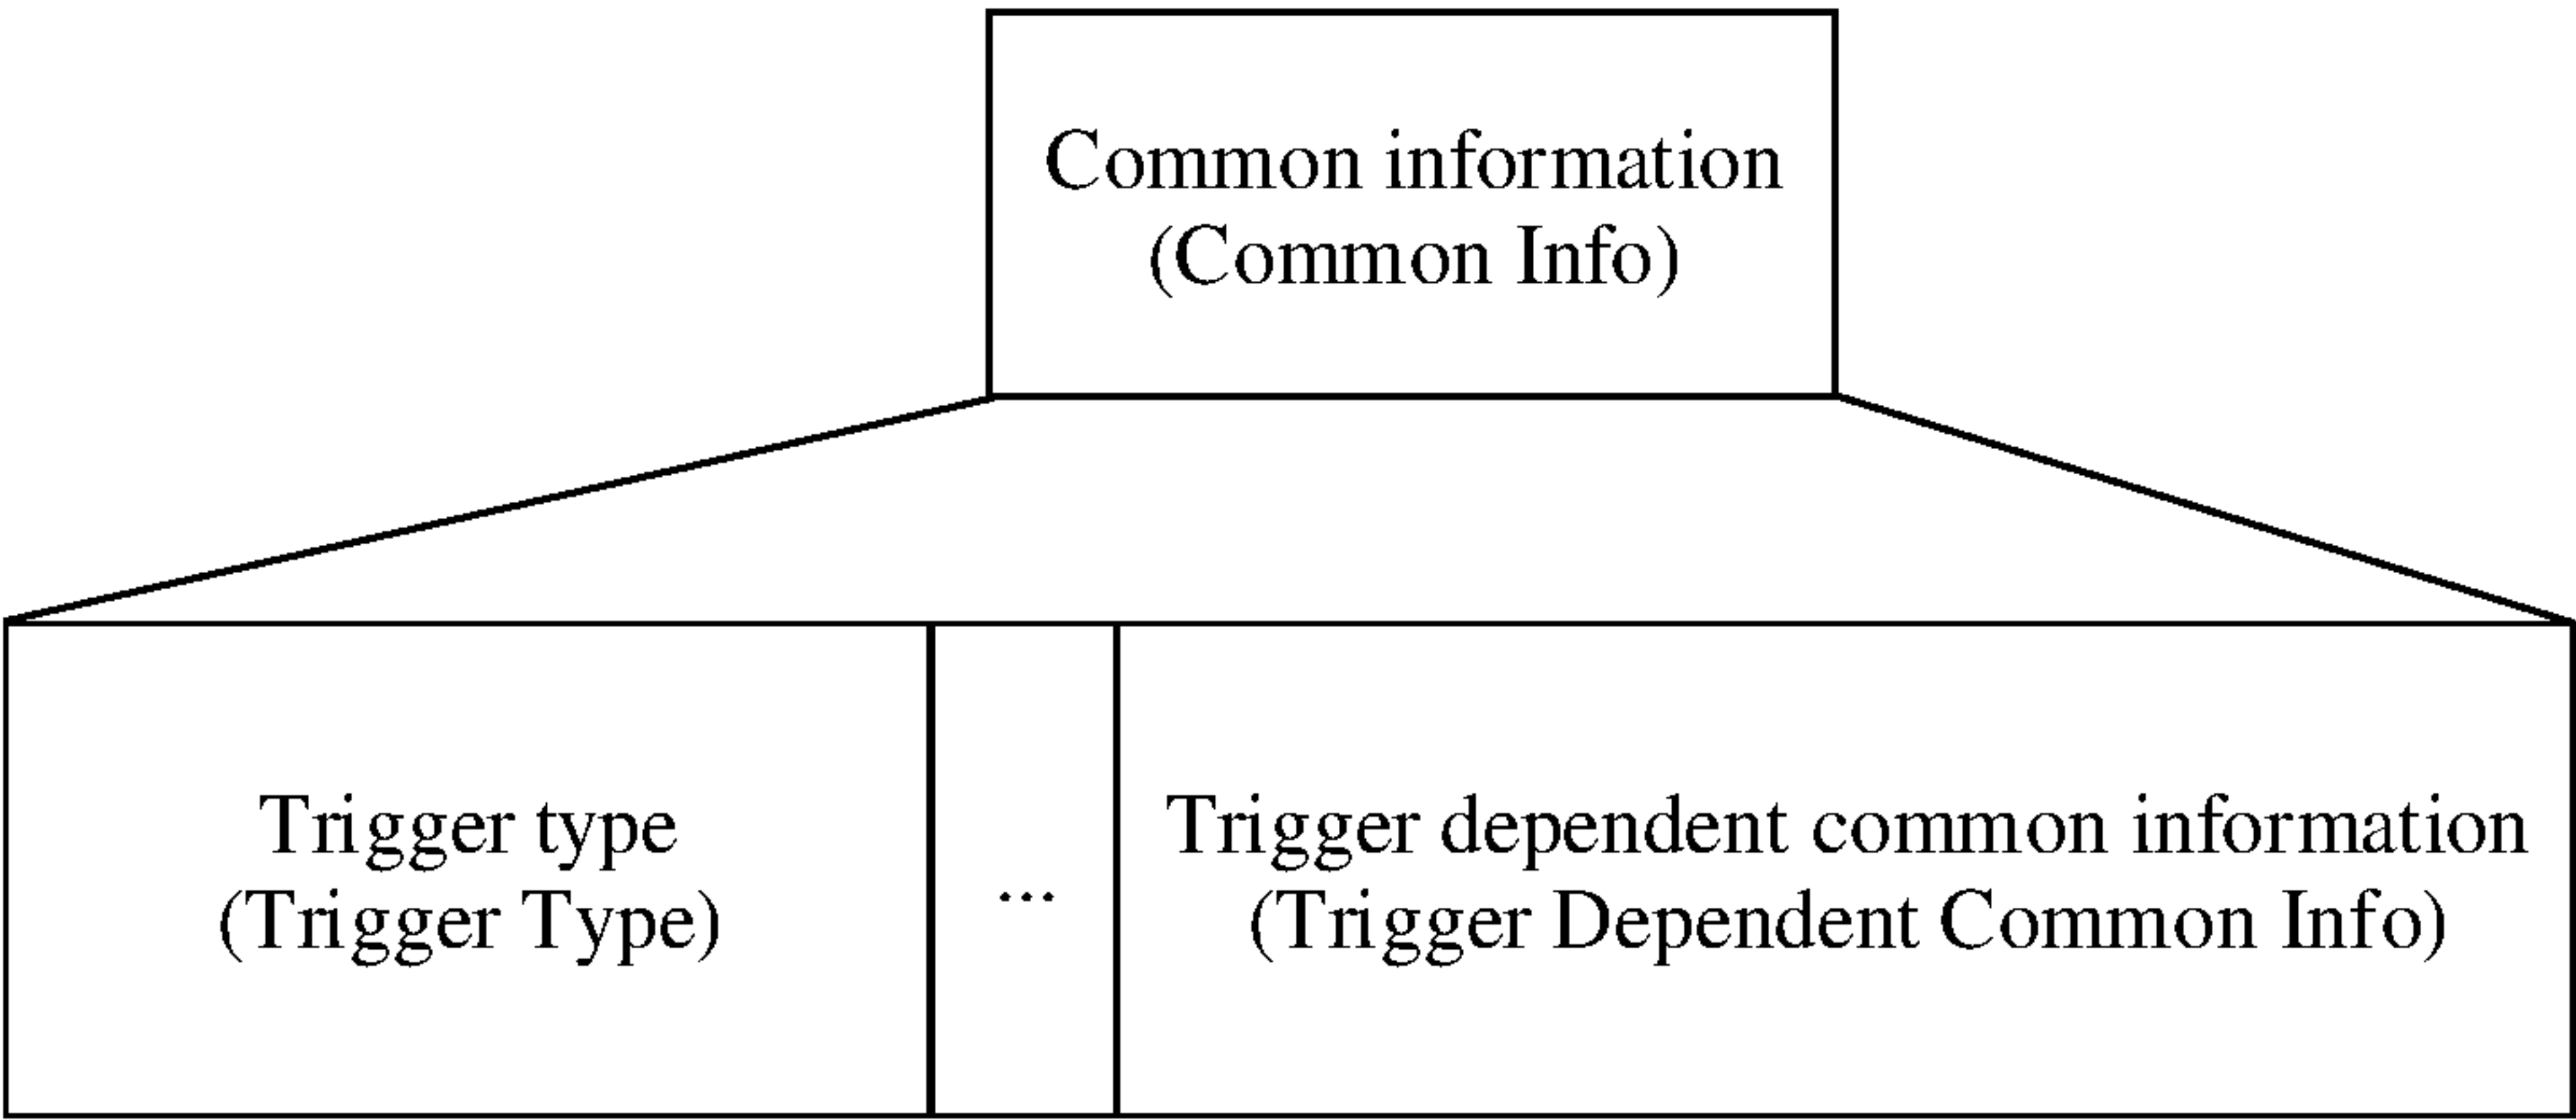 Common information
(Common Info)
Trigger type
(Trigger Type)
...
Trigger dependent common information
(Trigger Dependent Common Info)